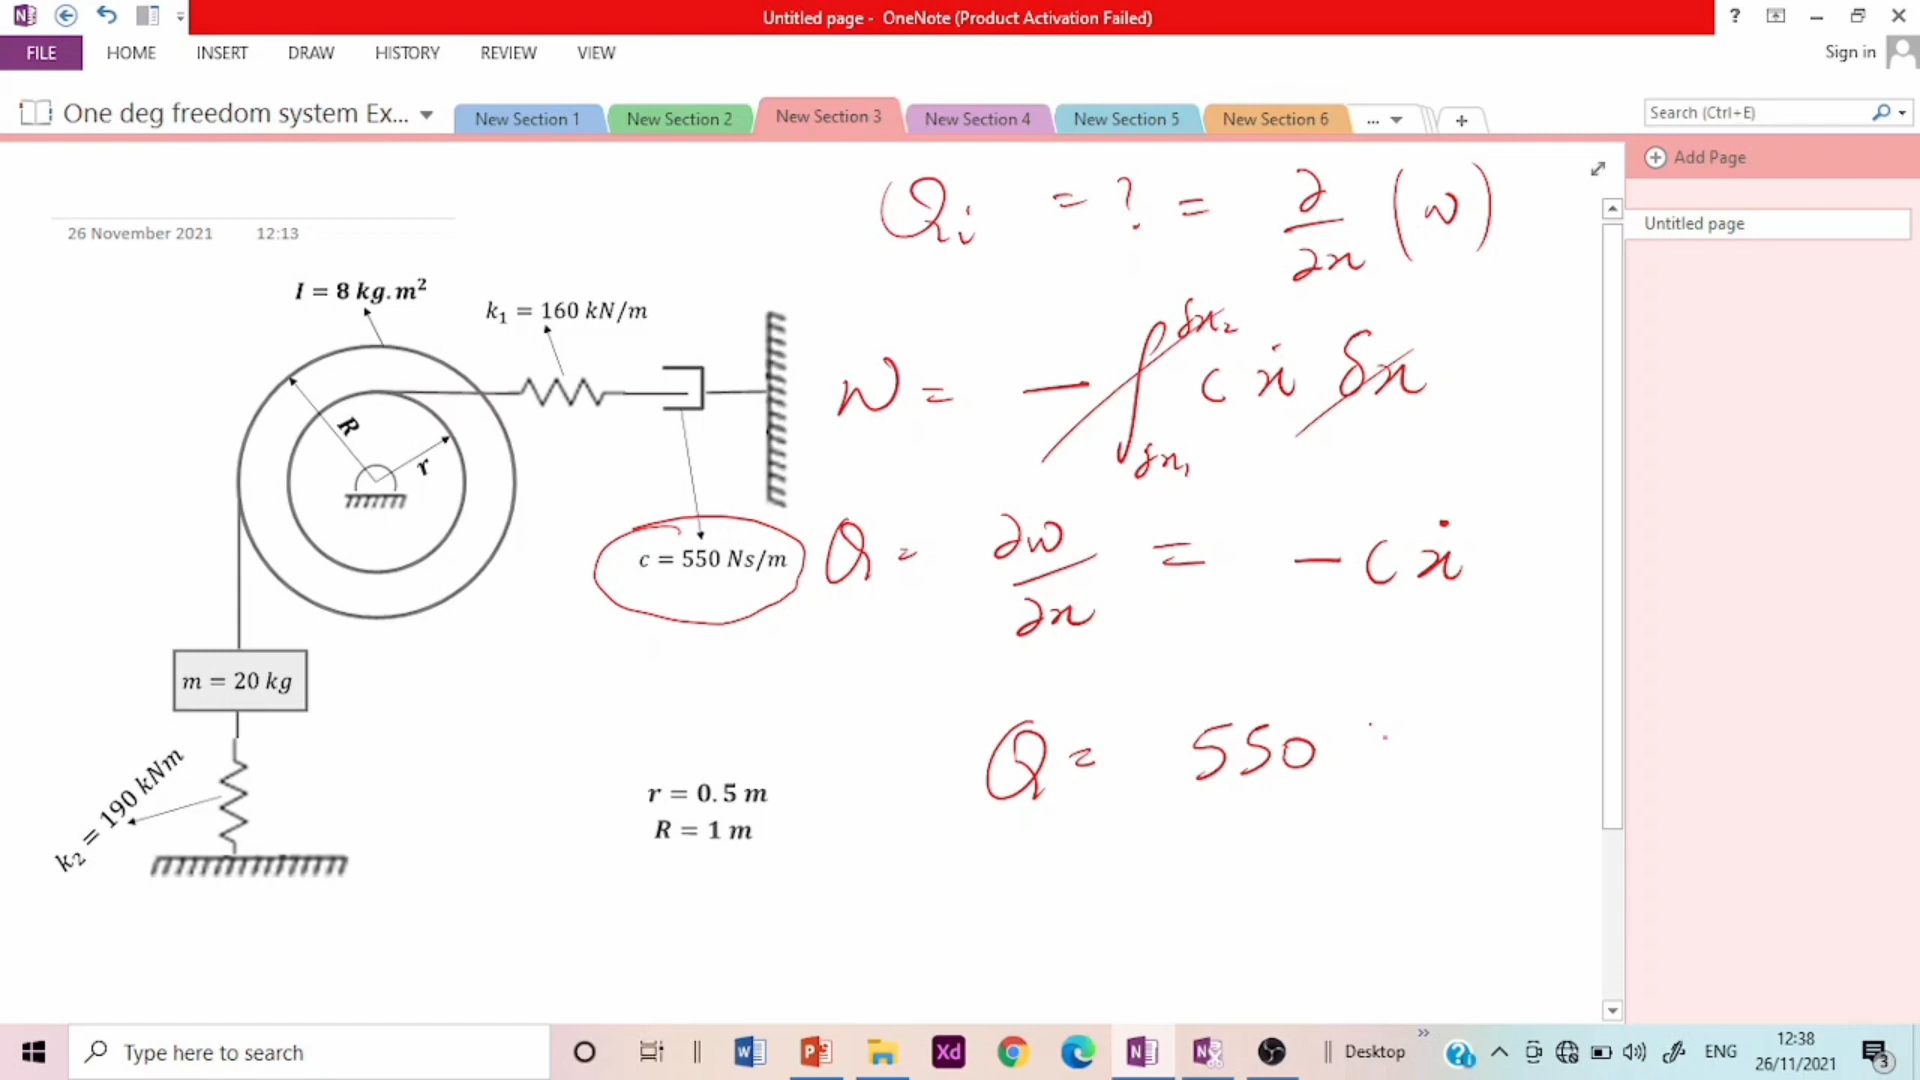 Untitled page - OneNote (Product Activation Failed)
FILE HOME INSERT DRAW HISTORY REVIEW VIEW
Sign in
One deg freedom system Ex...
New Section 1 New Section 2 New Section 3 New Section 4 New Section 5 New Section 6 ...
Search (Ctrl+E)
Add Page
Untitled page
26 November 2021 12:13
I = 8 kg.m²
k₁ = 160 kN/m
R
r
c = 550 Ns/m
m = 20 kg
k₂ = 190 kNm
r = 0.5 m
R = 1 m
Qi = ? = ∂/∂x (W)
W = - ∫ δx₁ δx₂ c ẋ δx
Q = ∂W/∂x = - c ẋ
Q = 550
Type here to search
Xd
Desktop
ENG
12:38
26/11/2021
3